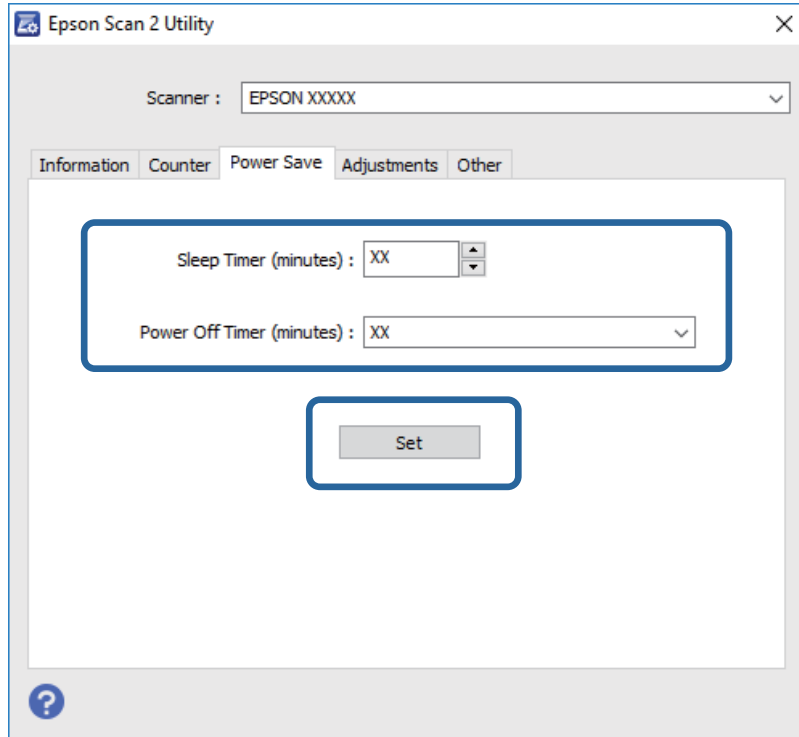 Epson Scan 2 Utility
Scanner : EPSON XXXXX
Information Counter Power Save Adjustments Other
Sleep Timer (minutes) : XX
Power Off Timer (minutes) : XX
Set
?